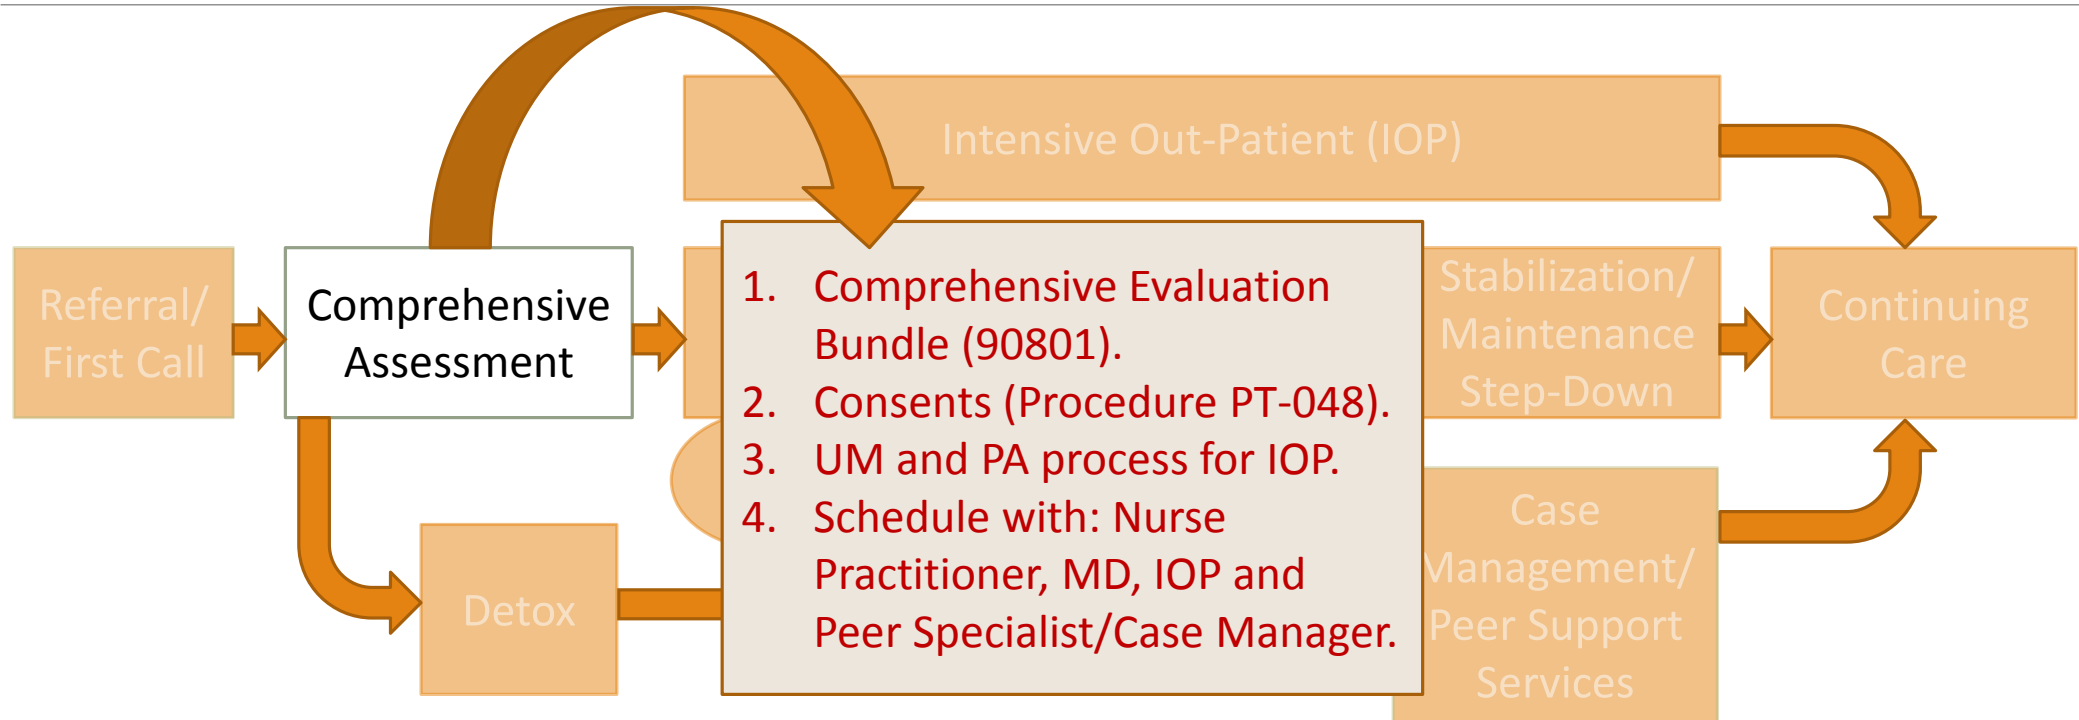 Intensive Out-Patient (IOP)
Referral/
First Call
Comprehensive
Assessment
1. Comprehensive Evaluation
Bundle (90801).
2. Consents (Procedure PT-048).
3. UM and PA process for IOP.
4. Schedule with: Nurse
Practitioner, MD, IOP and
Peer Specialist/Case Manager.
Stabilization/
Maintenance
Step-Down
Continuing
Care
Detox
Case
Management/
Peer Support
Services